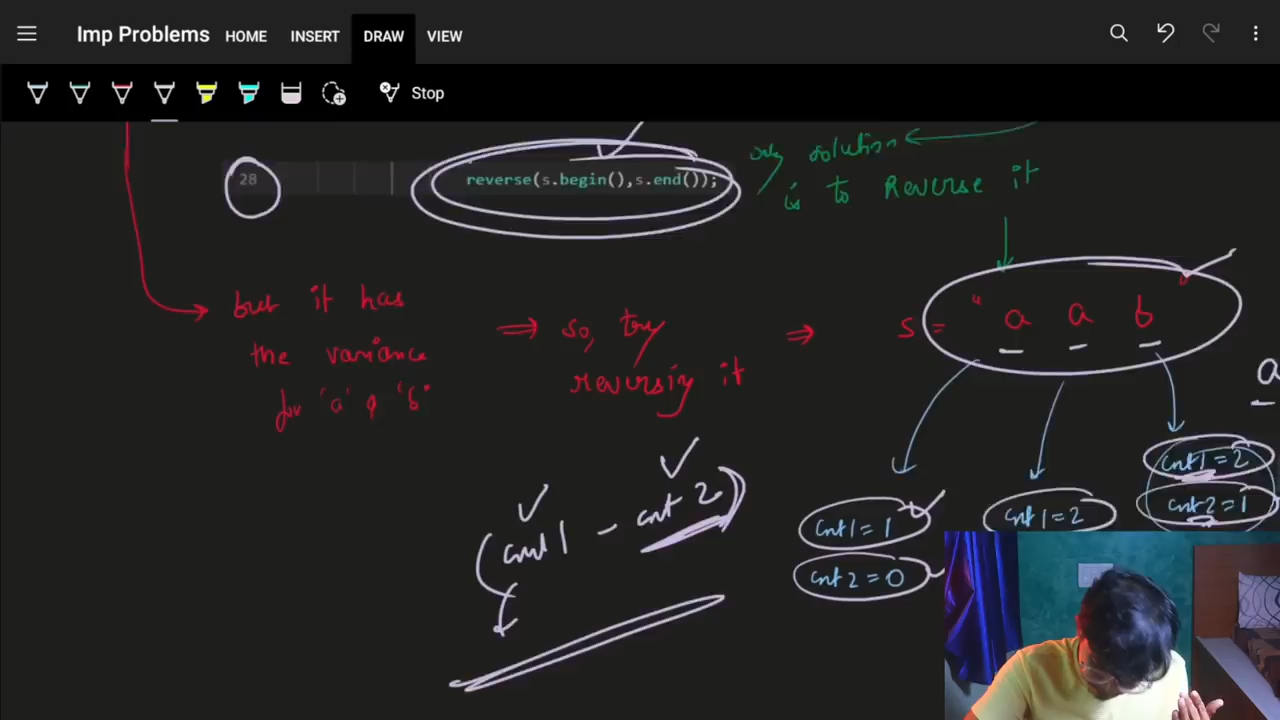 Imp Problems HOME INSERT DRAW VIEW
Stop
28 reverse(s.begin(),s.end());
only solution
is to Reverse it
but it has
the variance
for 'a' & 'b'
⇒ so, try
reversing it
⇒ s = "a a b"
a
cnt1 = 2
cnt2 = 1
(cnt1 - cnt2)
cnt1 = 1
cnt2 = 0
cnt1 = 2